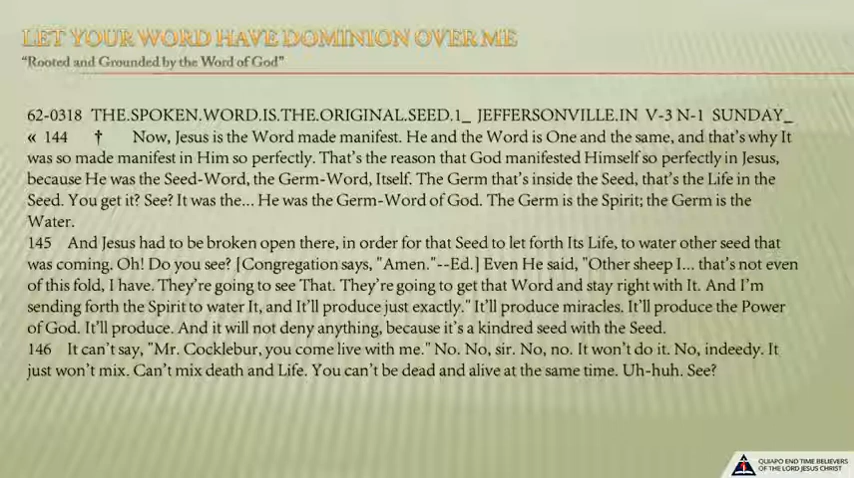 LET YOUR WORD HAVE DOMINION OVER ME
“Rooted and Grounded by the Word of God”
62-0318 THE.SPOKEN.WORD.IS.THE.ORIGINAL.SEED.1_ JEFFERSONVILLE.IN V-3 N-1 SUNDAY_
« 144 † Now, Jesus is the Word made manifest. He and the Word is One and the same, and that’s why It
was so made manifest in Him so perfectly. That’s the reason that God manifested Himself so perfectly in Jesus,
because He was the Seed-Word, the Germ-Word, Itself. The Germ that’s inside the Seed, that’s the Life in the
Seed. You get it? See? It was the... He was the Germ-Word of God. The Germ is the Spirit; the Germ is the
Water.
145 And Jesus had to be broken open there, in order for that Seed to let forth Its Life, to water other seed that
was coming. Oh! Do you see? [Congregation says, "Amen."--Ed.] Even He said, "Other sheep I... that’s not even
of this fold, I have. They’re going to see That. They’re going to get that Word and stay right with It. And I’m
sending forth the Spirit to water It, and It’ll produce just exactly." It’ll produce miracles. It’ll produce the Power
of God. It’ll produce. And it will not deny anything, because it’s a kindred seed with the Seed.
146 It can’t say, "Mr. Cocklebur, you come live with me." No. No, sir. No, no. It won’t do it. No, indeedy. It
just won’t mix. Can’t mix death and Life. You can’t be dead and alive at the same time. Uh-huh. See?
QUIAPO END TIME BELIEVERS
OF THE LORD JESUS CHRIST